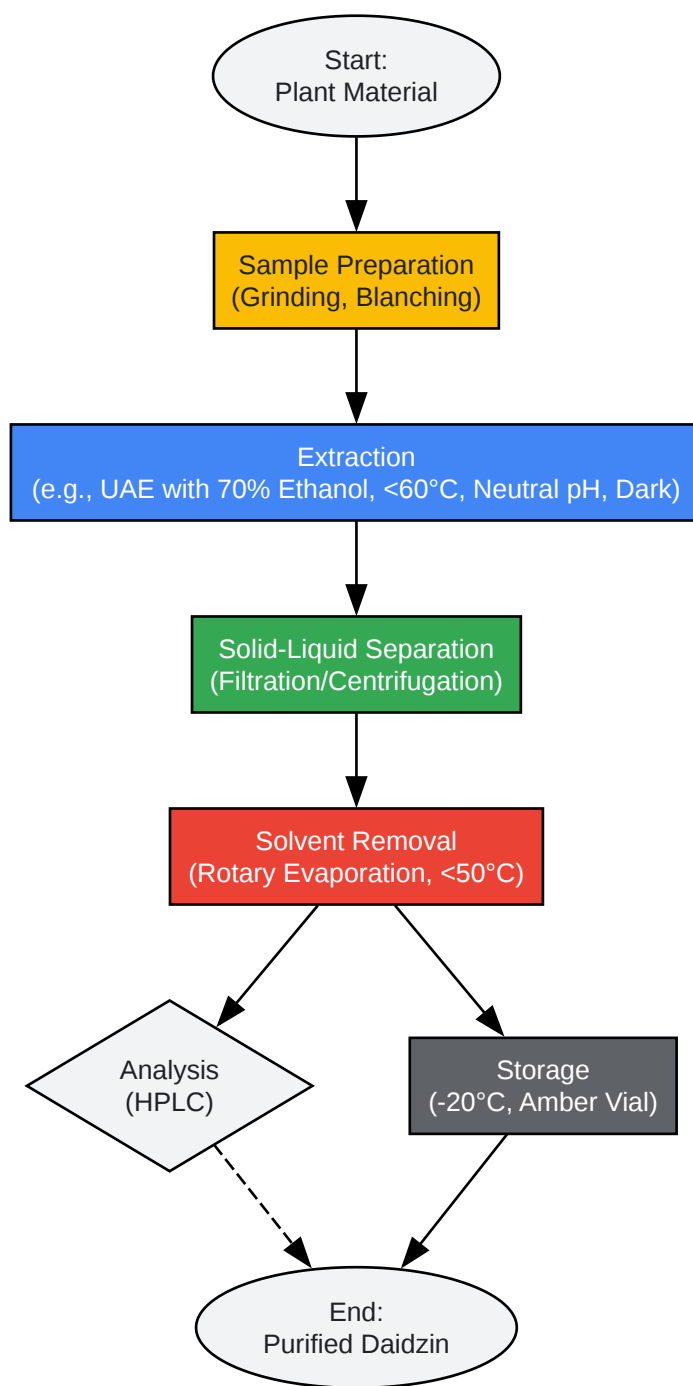 Start:
Plant Material
Sample Preparation
(Grinding, Blanching)
Extraction
(e.g., UAE with 70% Ethanol, <60°C, Neutral pH, Dark)
Solid-Liquid Separation
(Filtration/Centrifugation)
Solvent Removal
(Rotary Evaporation, <50°C)
Analysis
(HPLC)
Storage
(-20°C, Amber Vial)
End:
Purified Daidzin